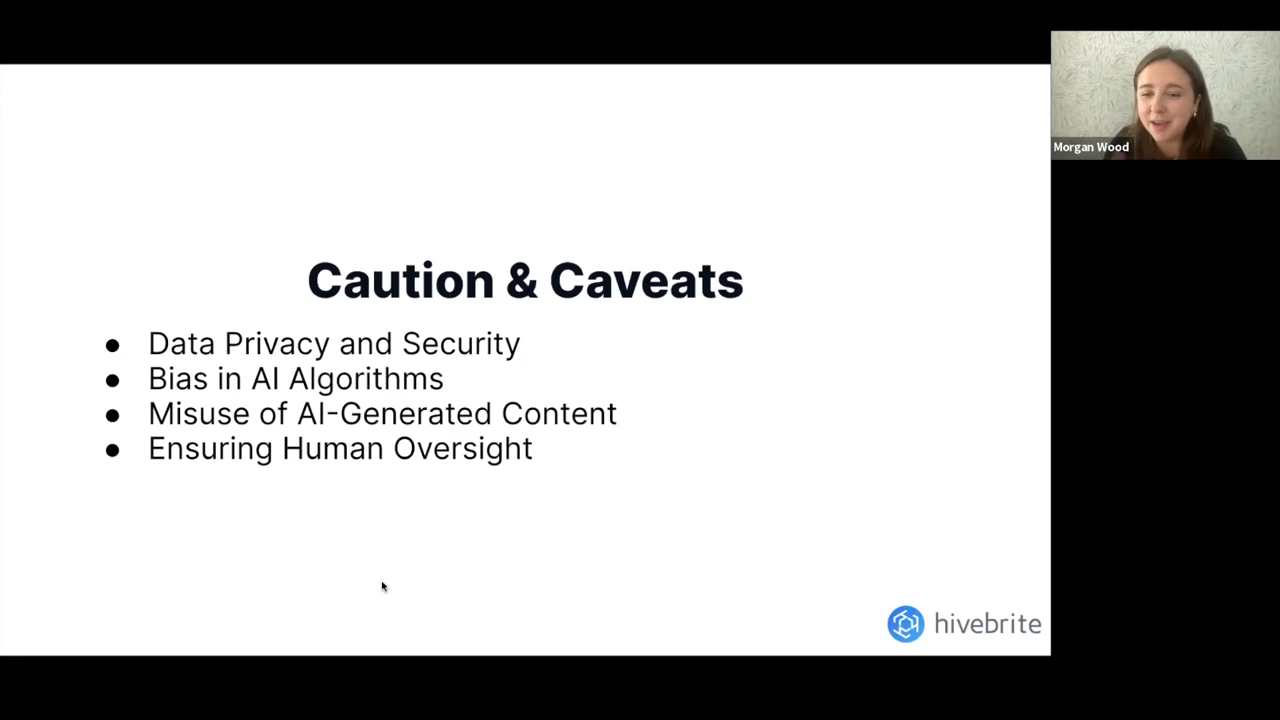 Caution & Caveats
● Data Privacy and Security
● Bias in AI Algorithms
● Misuse of AI-Generated Content
● Ensuring Human Oversight
hivebrite
Morgan Wood